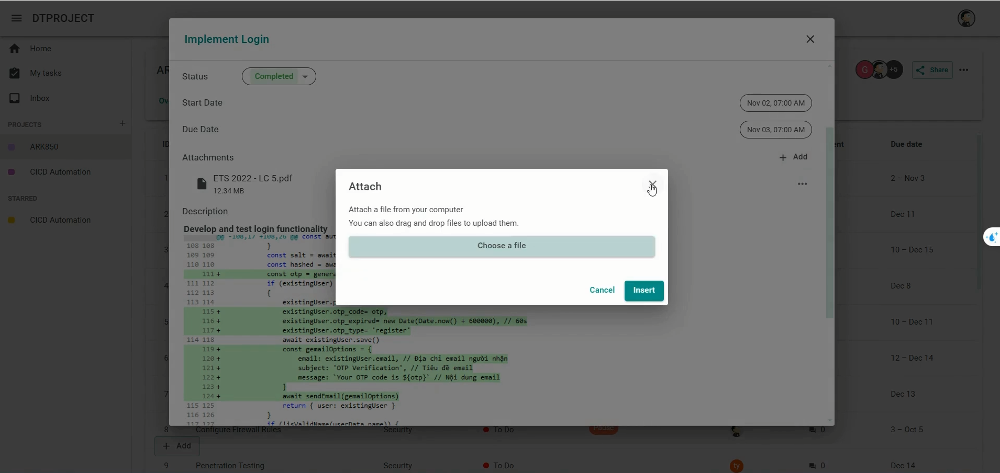 DTPROJECT
Home
My tasks
Inbox
PROJECTS
ARK850
CICD Automation
STARRED
CICD Automation
G
+5
Share
Due date
1
2 – Nov 3
2
Dec 11
3
10 – Dec 15
4
Dec 8
5
10 – Dec 11
6
12 – Dec 14
7
Dec 13
8 Configure Firewall Rules Security To Do Pause 0 3 – Oct 5
Add
9 Penetration Testing Security To Do ty 0 Dec 14
Implement Login
Status Completed
Start Date Nov 02, 07:00 AM
Due Date Nov 03, 07:00 AM
Attachments Add
ETS 2022 - LC 5.pdf
12.34 MB
Description
Develop and test login functionality
@@ -108,17 +108,26 @@ const
108 108 }
109 109 const salt = await
110 110 const hashed =
111 + const otp =
111 112 if (existingUser)
112 113 {
113 114
115 + existingUser.otp_code= otp,
116 + existingUser.otp_expired= new Date(Date.now() + 600000), // 60s
117 + existingUser.otp_type= 'register'
114 118 await existingUser.save()
119 + const gemailOptions = {
120 + email: existingUser.email, // Địa chỉ email người nhận
121 + subject: 'OTP Verification', // Tiêu đề email
122 + message: `Your OTP code is ${otp}` // Nội dung email
123 + }
124 + await sendEmail(gemailOptions)
115 125 return { user: existingUser }
116 126 }
117 127 if (!isValidName(userData.name)) {
Attach
Attach a file from your computer
You can also drag and drop files to upload them.
Choose a file
Cancel Insert